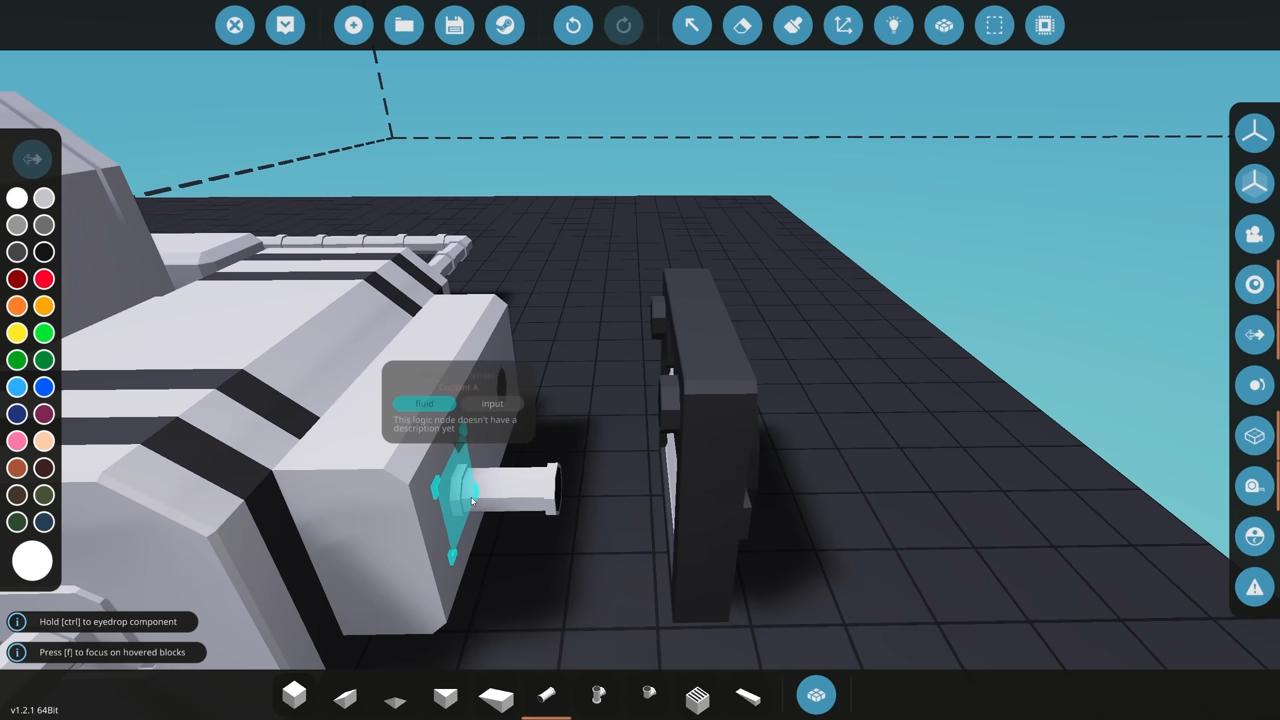 Coolant A
fluid input
This logic node doesn't have a
description yet
Hold [ctrl] to eyedrop component
Press [f] to focus on hovered blocks
v1.2.1 64Bit